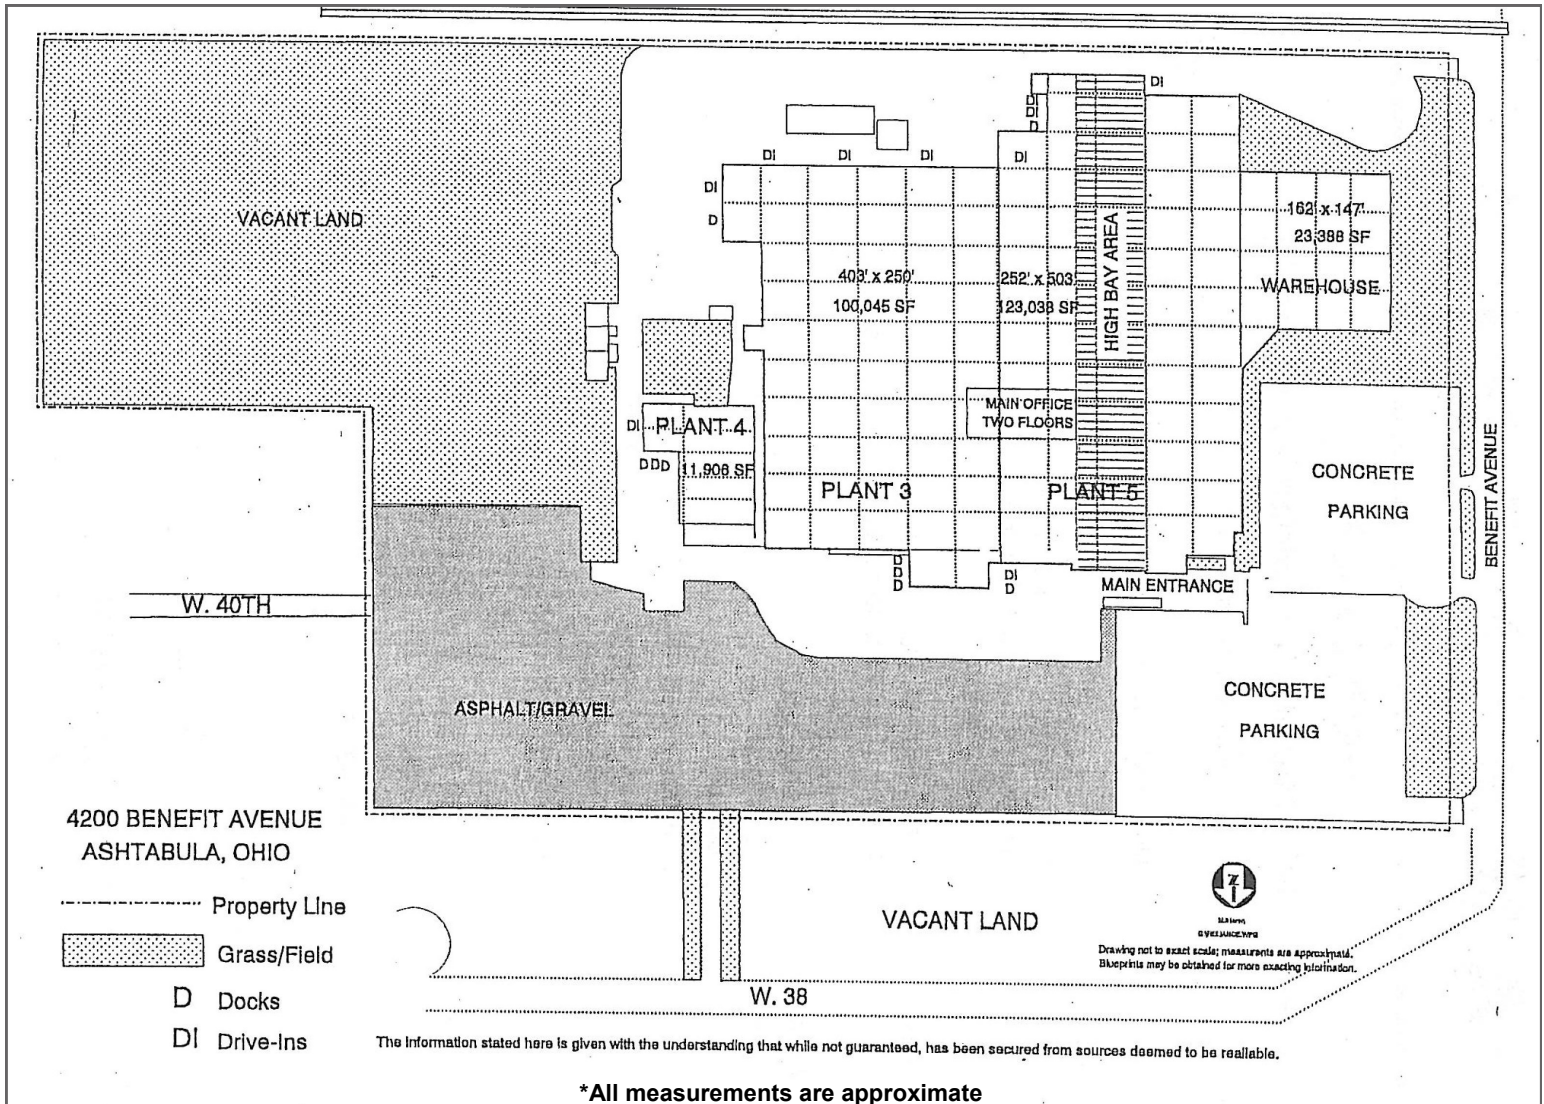 DI
D
DI
D
DI
DI
DI
DI
DI
D
VACANT LAND
162' x 147'
23,388 SF
WAREHOUSE
HIGH BAY AREA
403' x 250'
100,045 SF
252' x 503'
123,038 SF
MAIN OFFICE
TWO FLOORS
DI
PLANT 4
DDD
11,906 SF
PLANT 3
PLANT 5
CONCRETE
PARKING
BENEFIT AVENUE
D
D
D
DI
D
MAIN ENTRANCE
W. 40TH
ASPHALT/GRAVEL
CONCRETE
PARKING
4200 BENEFIT AVENUE
ASHTABULA, OHIO
Property Line
Grass/Field
D Docks
DI Drive-Ins
VACANT LAND
Drawing not to exact scale; measurents are approximate.
Blueprints may be obtained for more exacting information.
W. 38
The information stated here is given with the understanding that while not guaranteed, has been secured from sources deemed to be realiable.
*All measurements are approximate